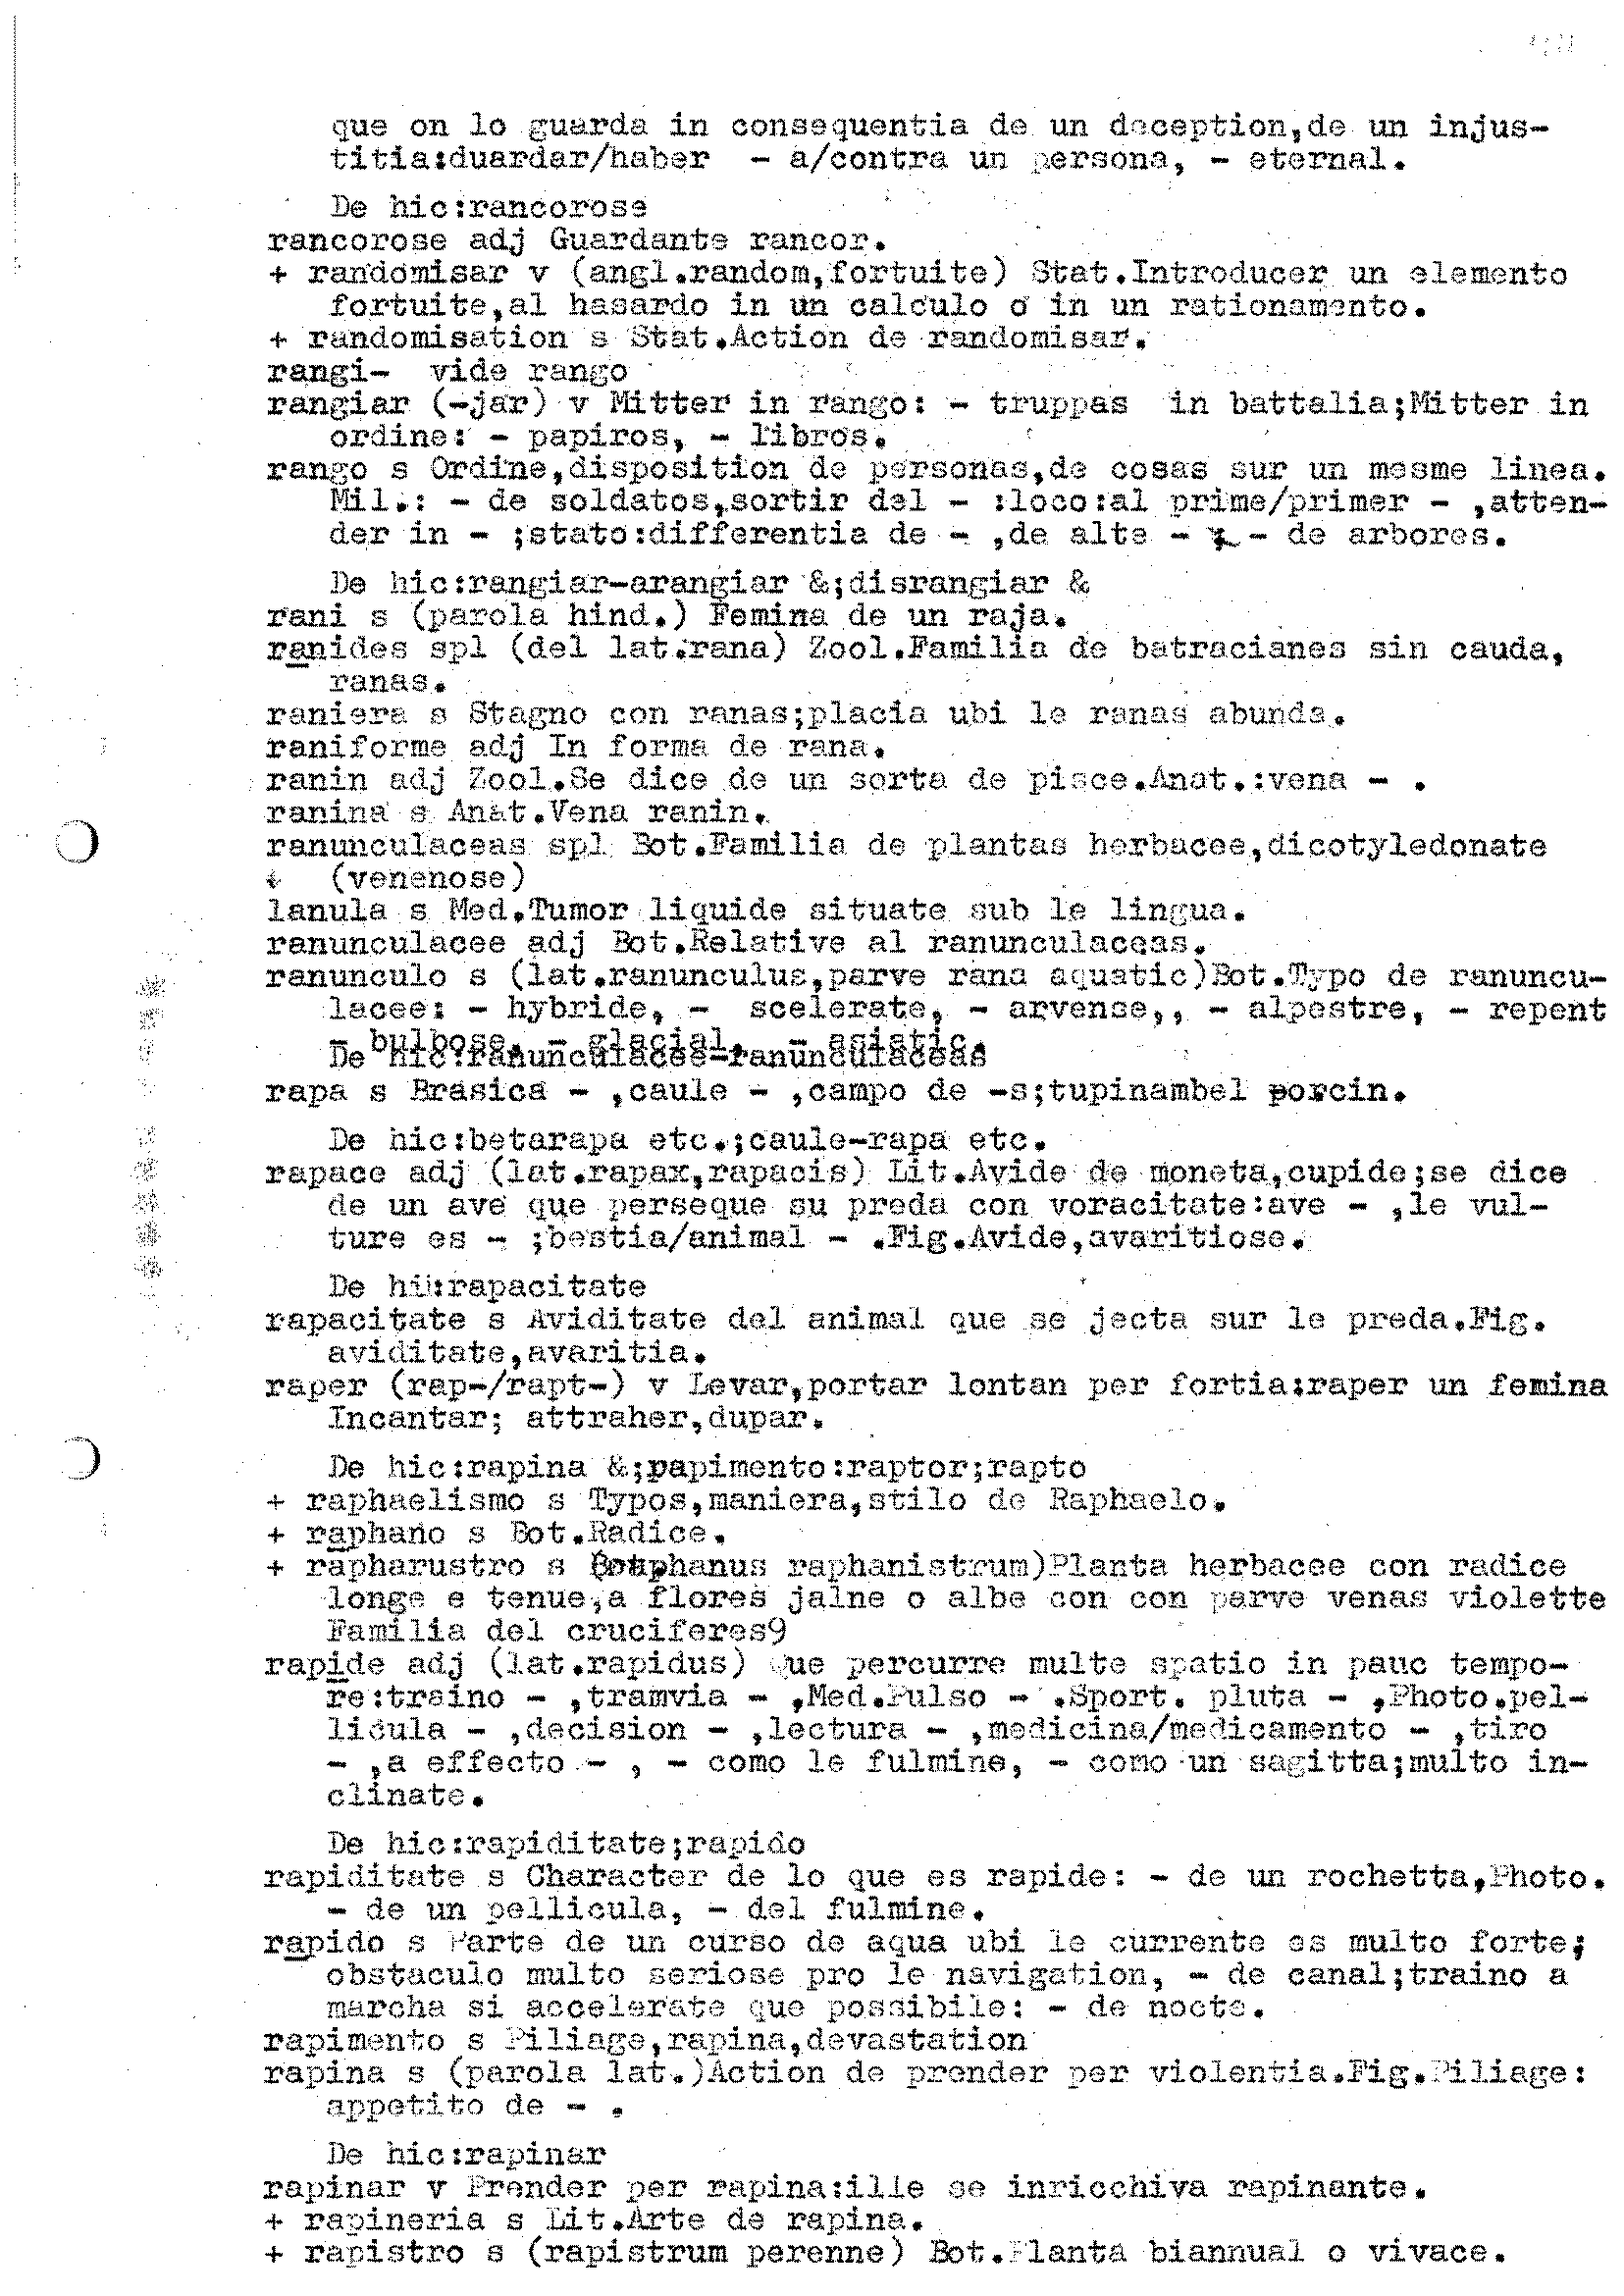 que on lo guarda in consequentia de un deception,de un injus-
titia:duardar/haber - a/contra un persona, - eternal.
De hic:rancorose
rancorose adj Guardante rancor.
+ randomisar v (angl.random,fortuite) Stat.Introducer un elemento
fortuite,al hasardo in un calculo o in un rationamento.
+ randomisation s Stat.Action de randomisar.
rangi- vide rango
rangiar (-jar) v Mitter in rango: - truppas in battalia;Mitter in
ordine: - papiros, - libros.
rango s Ordine,disposition de personas,de cosas sur un mesme linea.
Mil.: - de soldatos,sortir del - :loco:al prime/primer - ,atten-
der in - ;stato:differentia de - ,de alte - - de arbores.
De hic:rangiar-arangiar &;disrangiar &
rani s (parola hind.) Femina de un raja.
ranides spl (del lat.rana) Zool.Familia de batracianes sin cauda,
ranas.
raniera s Stagno con ranas;placia ubi le ranas abunda.
raniforme adj In forma de rana.
ranin adj Zool.Se dice de un sorta de pisce.Anat.:vena - .
ranina s Anat.Vena ranin.
ranunculaceas spl Bot.Familia de plantas herbacee,dicotyledonate
+ (venenose)
lanula s Med.Tumor liquide situate sub le lingua.
ranunculacee adj Bot.Relative al ranunculaceas.
ranunculo s (lat.ranunculus,parve rana aquatic)Bot.Typo de ranuncu-
lacee: - hybride, - scelerate, - arvense,, - alpestre, - repent
- bulbose, - glacial, - asiatic.
De hic:ranunculacee-ranunculaceas
rapa s Brasica - ,caule - ,campo de -s;tupinambel porcin.
De hic:betarapa etc.;caule-rapa etc.
rapace adj (lat.rapax,rapacis) Lit.Avide de moneta,cupide;se dice
de un ave que perseque su preda con voracitate:ave - ,le vul-
ture es - ;bestia/animal - .Fig.Avide,avaritiose.
De hi:rapacitate
rapacitate s Aviditate del animal que se jecta sur le preda.Fig.
aviditate,avaritia.
raper (rap-/rapt-) v Levar,portar lontan per fortia:raper un femina
Incantar; attraher,dupar.
De hic:rapina &;papimento:raptor;rapto
+ raphaelismo s Typos,maniera,stilo de Raphaelo.
+ raphano s Bot.Radice.
+ rapharustro s raphanistrum)Planta herbacee con radice
longe e tenue,a flores jalne o albe con con parve venas violette
Familia del cruciferes9
rapide adj (lat.rapidus) Que percurre multe spatio in pauc tempo-
re:traino - ,tramvia - ,Med.Pulso - .Sport. pluta - ,Photo.pel-
licula - ,decision - ,lectura - ,medicina/medicamento - ,tiro
- ,a effecto - , - como le fulmine, - como un sagitta;multo in-
clinate.
De hic:rapiditate;rapido
rapiditate s Character de lo que es rapide: - de un rochetta,Photo.
- de un pellicula, - del fulmine.
rapido s Parte de un curso de aqua ubi le currente es multo forte;
obstaculo multo seriose pro le navigation, - de canal;traino a
marcha si accelerate que possibile: - de nocte.
rapimento s Piliage,rapina,devastation
rapina s (parola lat.)Action de prender per violentia.Fig.Piliage:
appetito de - .
De hic:rapinar
rapinar v Prender per rapina:ille se inricchiva rapinante.
+ rapineria s Lit.Arte de rapina.
+ rapistro s (rapistrum perenne) Bot.Planta biannual o vivace.